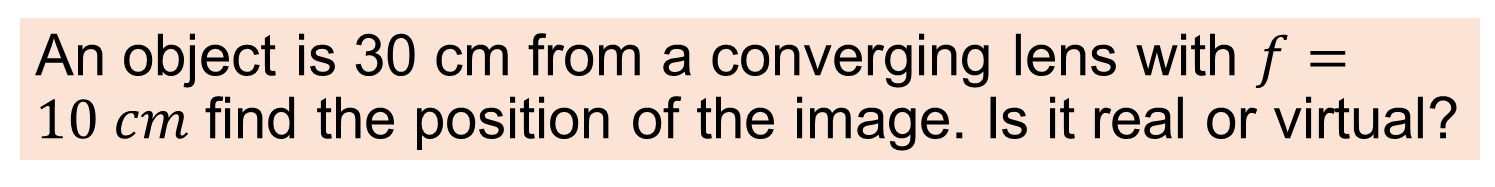 An object is 30 cm from a converging lens with 𝑓 =
10 𝑐𝑚 find the position of the image. Is it real or virtual?